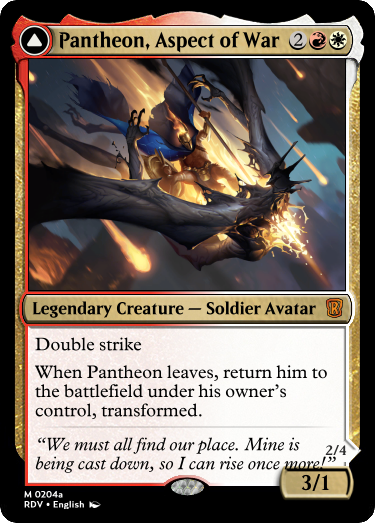 Pantheon, Aspect of War 2RW
Legendary Creature — Soldier Avatar R
Double strike
When Pantheon leaves, return him to
the battlefield under his owner's
control, transformed.
"We must all find our place. Mine is
being cast down, so I can rise once more!"
2/4
3/1
M 0204a
RDV • English